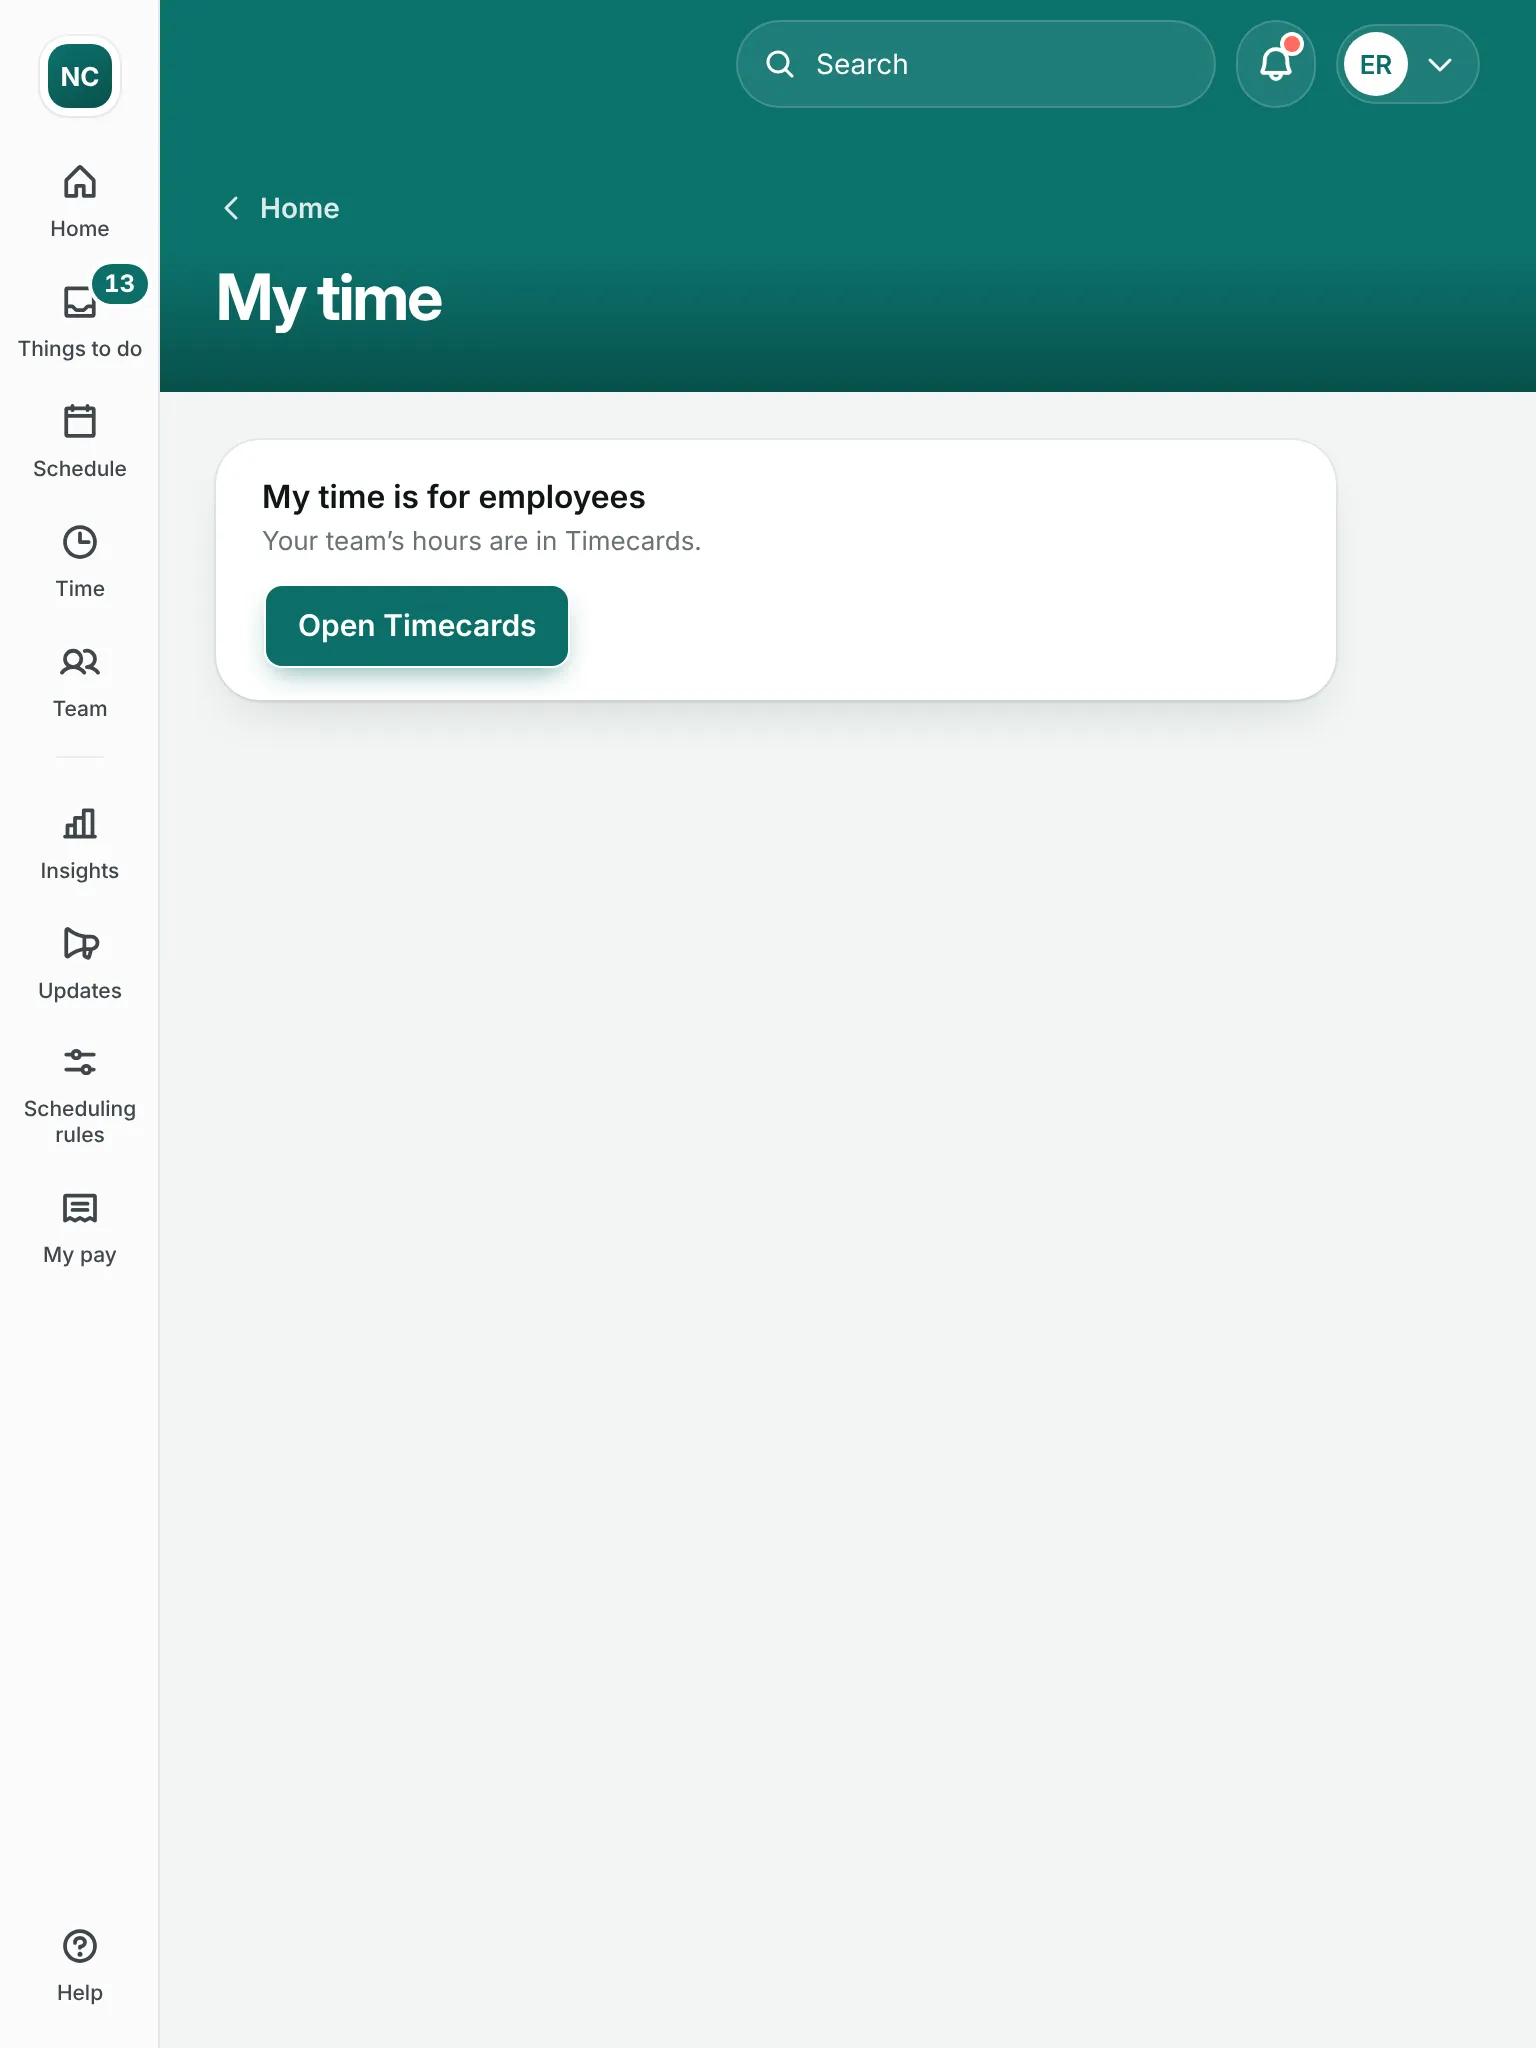 NC
Home
13
Things to do
Schedule
Time
Team
Insights
Updates
Scheduling
rules
My pay
Help
Search
ER
Home
My time
My time is for employees
Your team’s hours are in Timecards.
Open Timecards